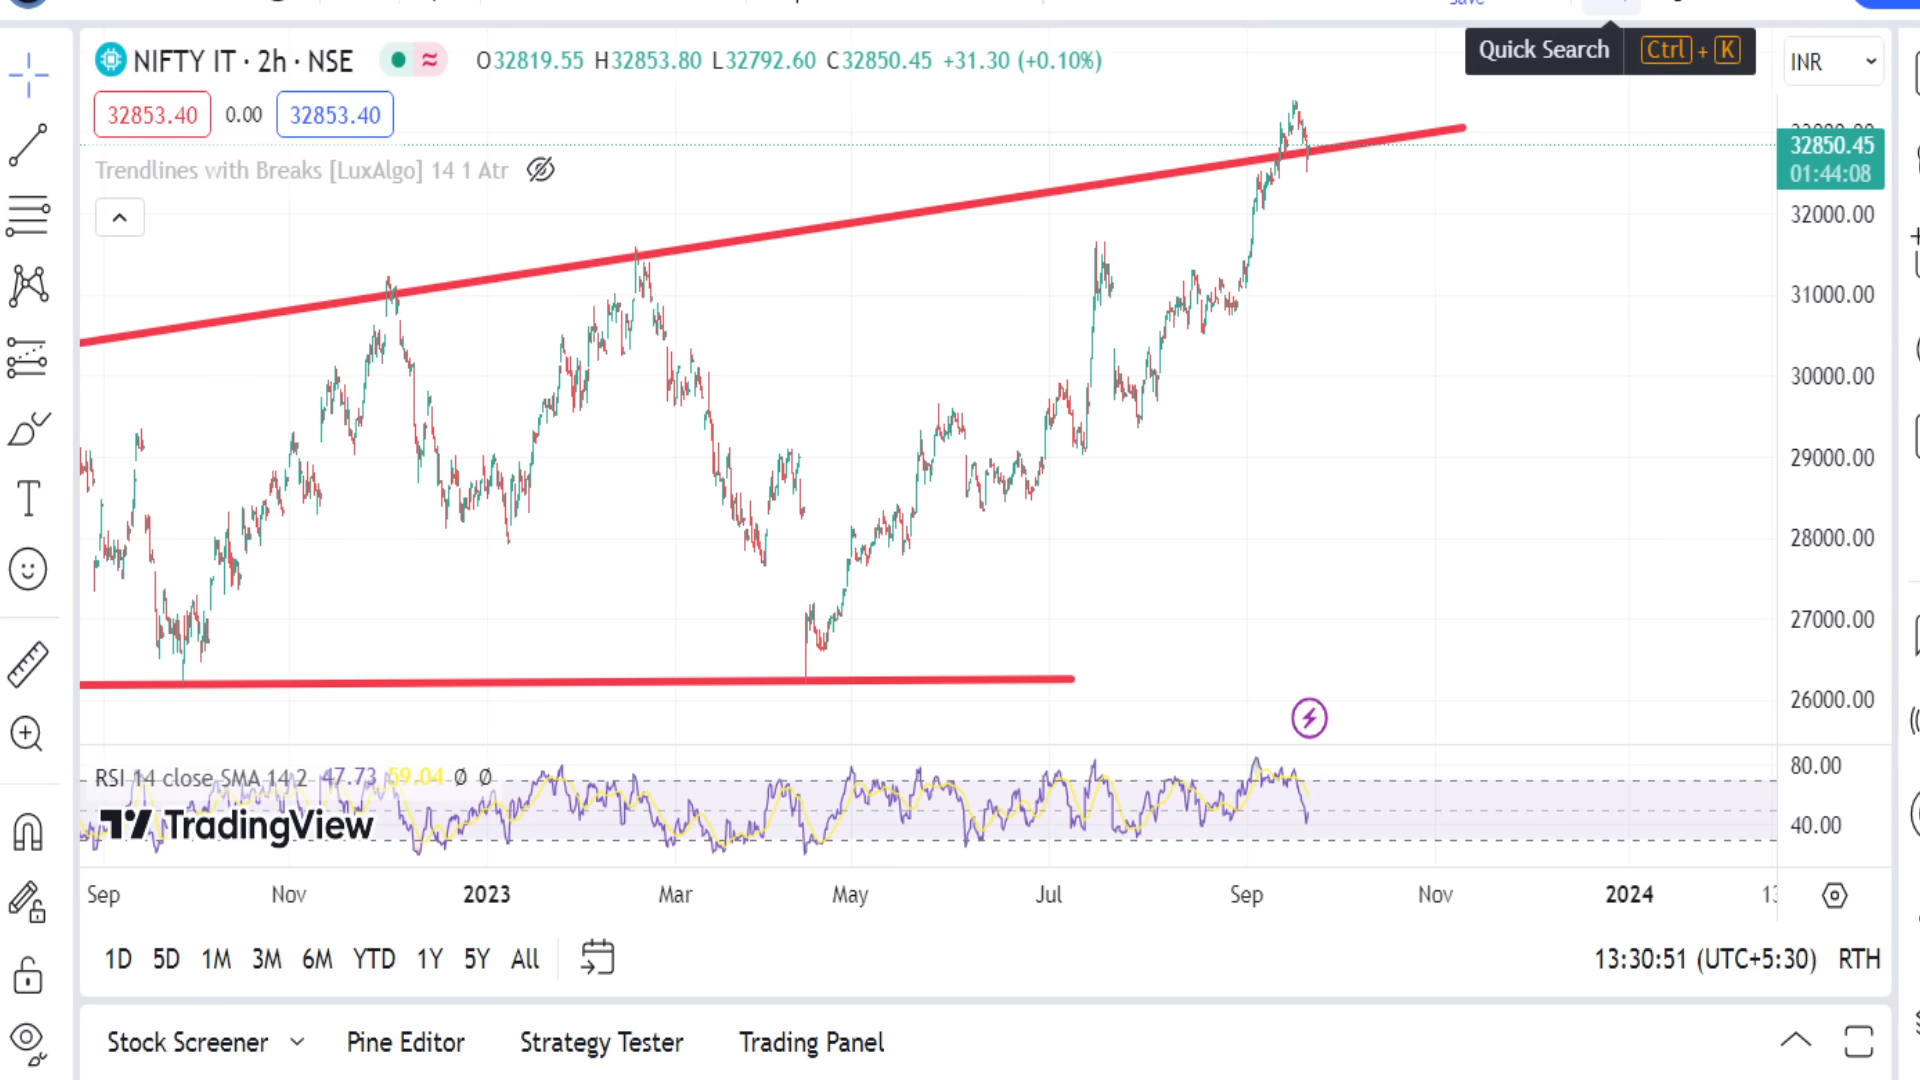 save
Quick Search Ctrl + K
NIFTY IT · 2h · NSE O32819.55 H32853.80 L32792.60 C32850.45 +31.30 (+0.10%)
INR
32853.40 0.00 32853.40
Trendlines with Breaks [LuxAlgo] 14 1 Atr
32850.45
01:44:08
32000.00
31000.00
30000.00
29000.00
28000.00
27000.00
26000.00
RSI 14 close SMA 14 2 47.73 59.04 Ø Ø
80.00
TradingView
40.00
Sep Nov 2023 Mar May Jul Sep Nov 2024
1D 5D 1M 3M 6M YTD 1Y 5Y All
13:30:51 (UTC+5:30) RTH
Stock Screener Pine Editor Strategy Tester Trading Panel